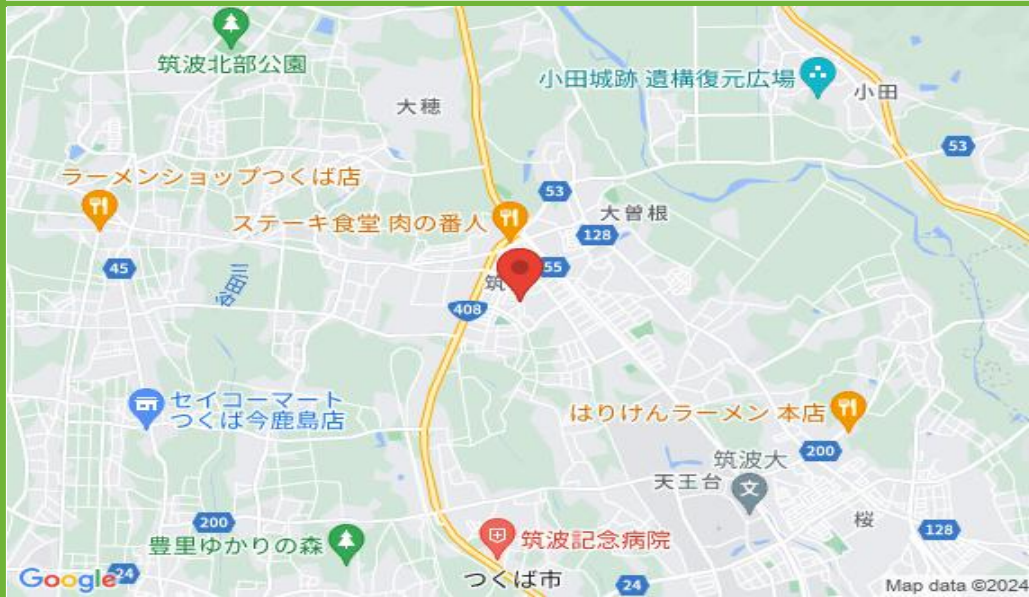 筑波北部公園
大穂
小田城跡 遺構復元広場
小田
53
ラーメンショップつくば店
53
ステーキ食堂 肉の番人
大曽根
128
45
55
筑
408
セイコーマート
つくば今鹿島店
はりけんラーメン 本店
200
筑波大
天王台
文
桜
200
128
豊里ゆかりの森
筑波記念病院
つくば市
24
24
Google
Map data ©2024